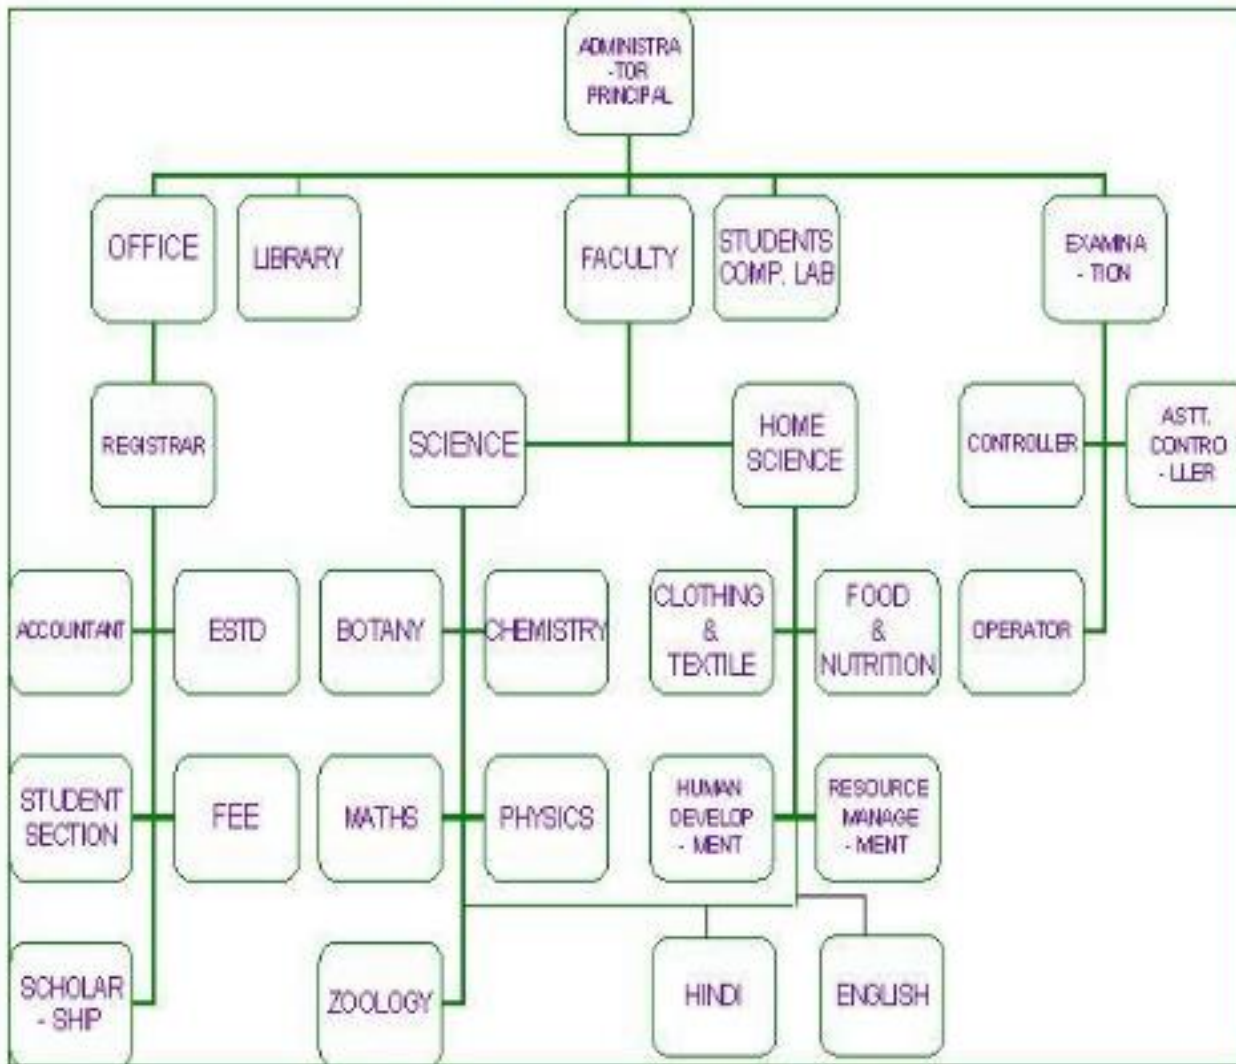 ADMINISTRA
-TOR
PRINCIPAL
OFFICE
LIBRARY
FACULTY
STUDENTS
COMP. LAB
EXAMINA
- TION
REGISTRAR
SCIENCE
HOME
SCIENCE
CONTROLLER
ASTT.
CONTRO
- LLER
ACCOUNTANT
ESTD
BOTANY
CHEMISTRY
CLOTHING
&
TEXTILE
FOOD
&
NUTRITION
OPERATOR
STUDENT
SECTION
FEE
MATHS
PHYSICS
HUMAN
DEVELOP
- MENT
RESOURCE
MANAGE
- MENT
SCHOLAR
- SHIP
ZOOLOGY
HINDI
ENGLISH